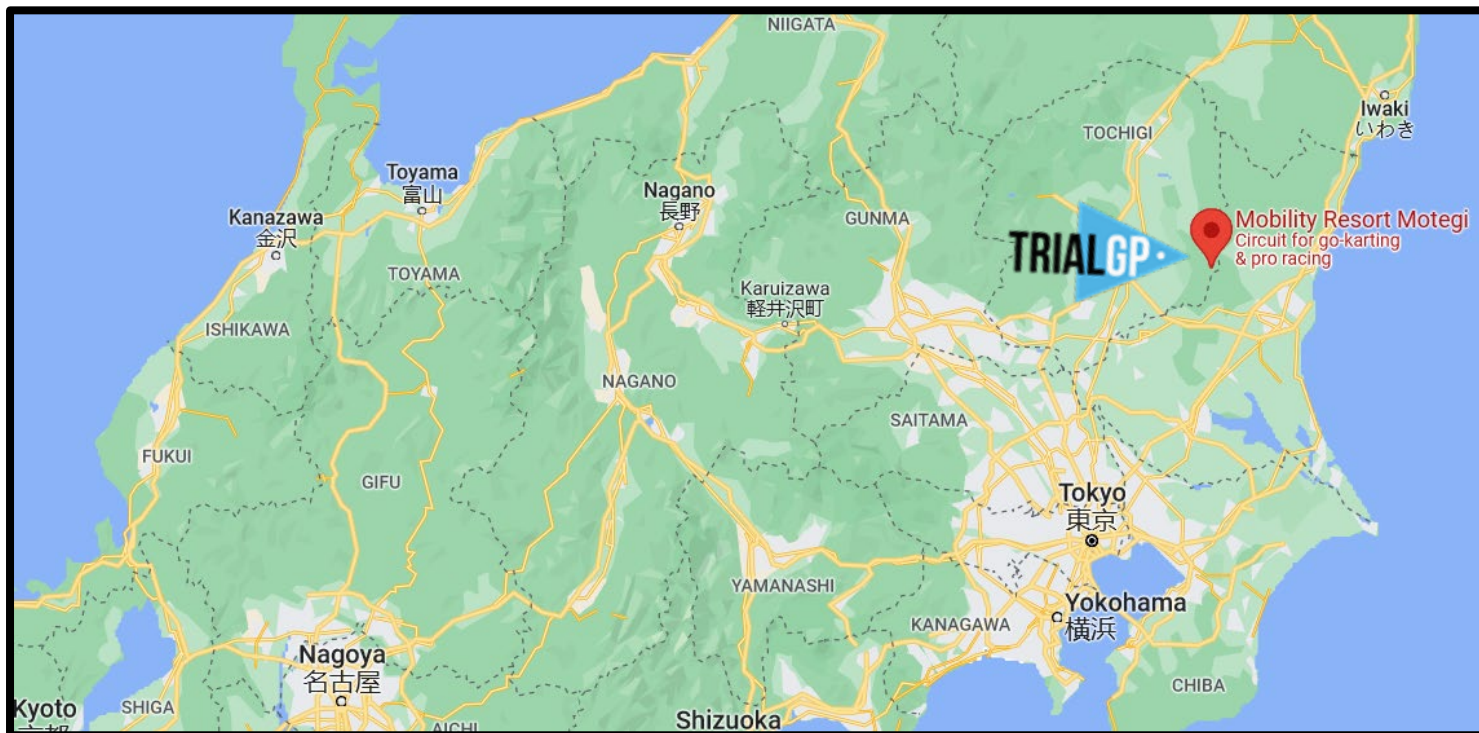 NIIGATA
Iwaki
いわき
TOCHIGI
Toyama
富山
Nagano
長野
Kanazawa
金沢
GUNMA
Mobility Resort Motegi
Circuit for go-karting
& pro racing
TRIALGP
TOYAMA
Karuizawa
軽井沢町
ISHIKAWA
NAGANO
SAITAMA
FUKUI
GIFU
Tokyo
東京
YAMANASHI
Yokohama
横浜
KANAGAWA
Nagoya
名古屋
CHIBA
Kyoto
SHIGA
Shizuoka
AICHI